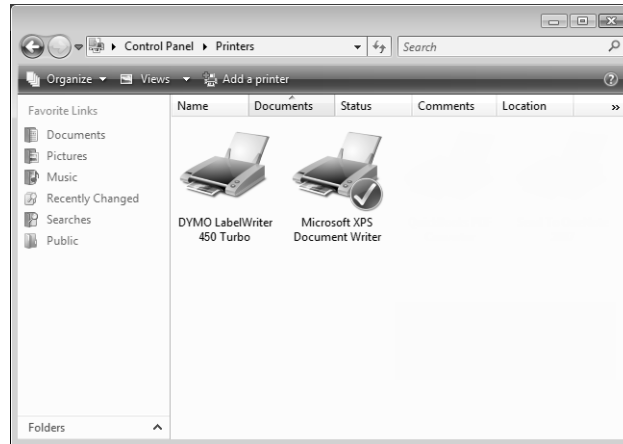 Control Panel Printers
Search
Organize Views Add a printer
Favorite Links
Documents
Pictures
Music
Recently Changed
Searches
Public
Folders
Name Documents Status Comments Location »
DYMO LabelWriter
450 Turbo
Microsoft XPS
Document Writer